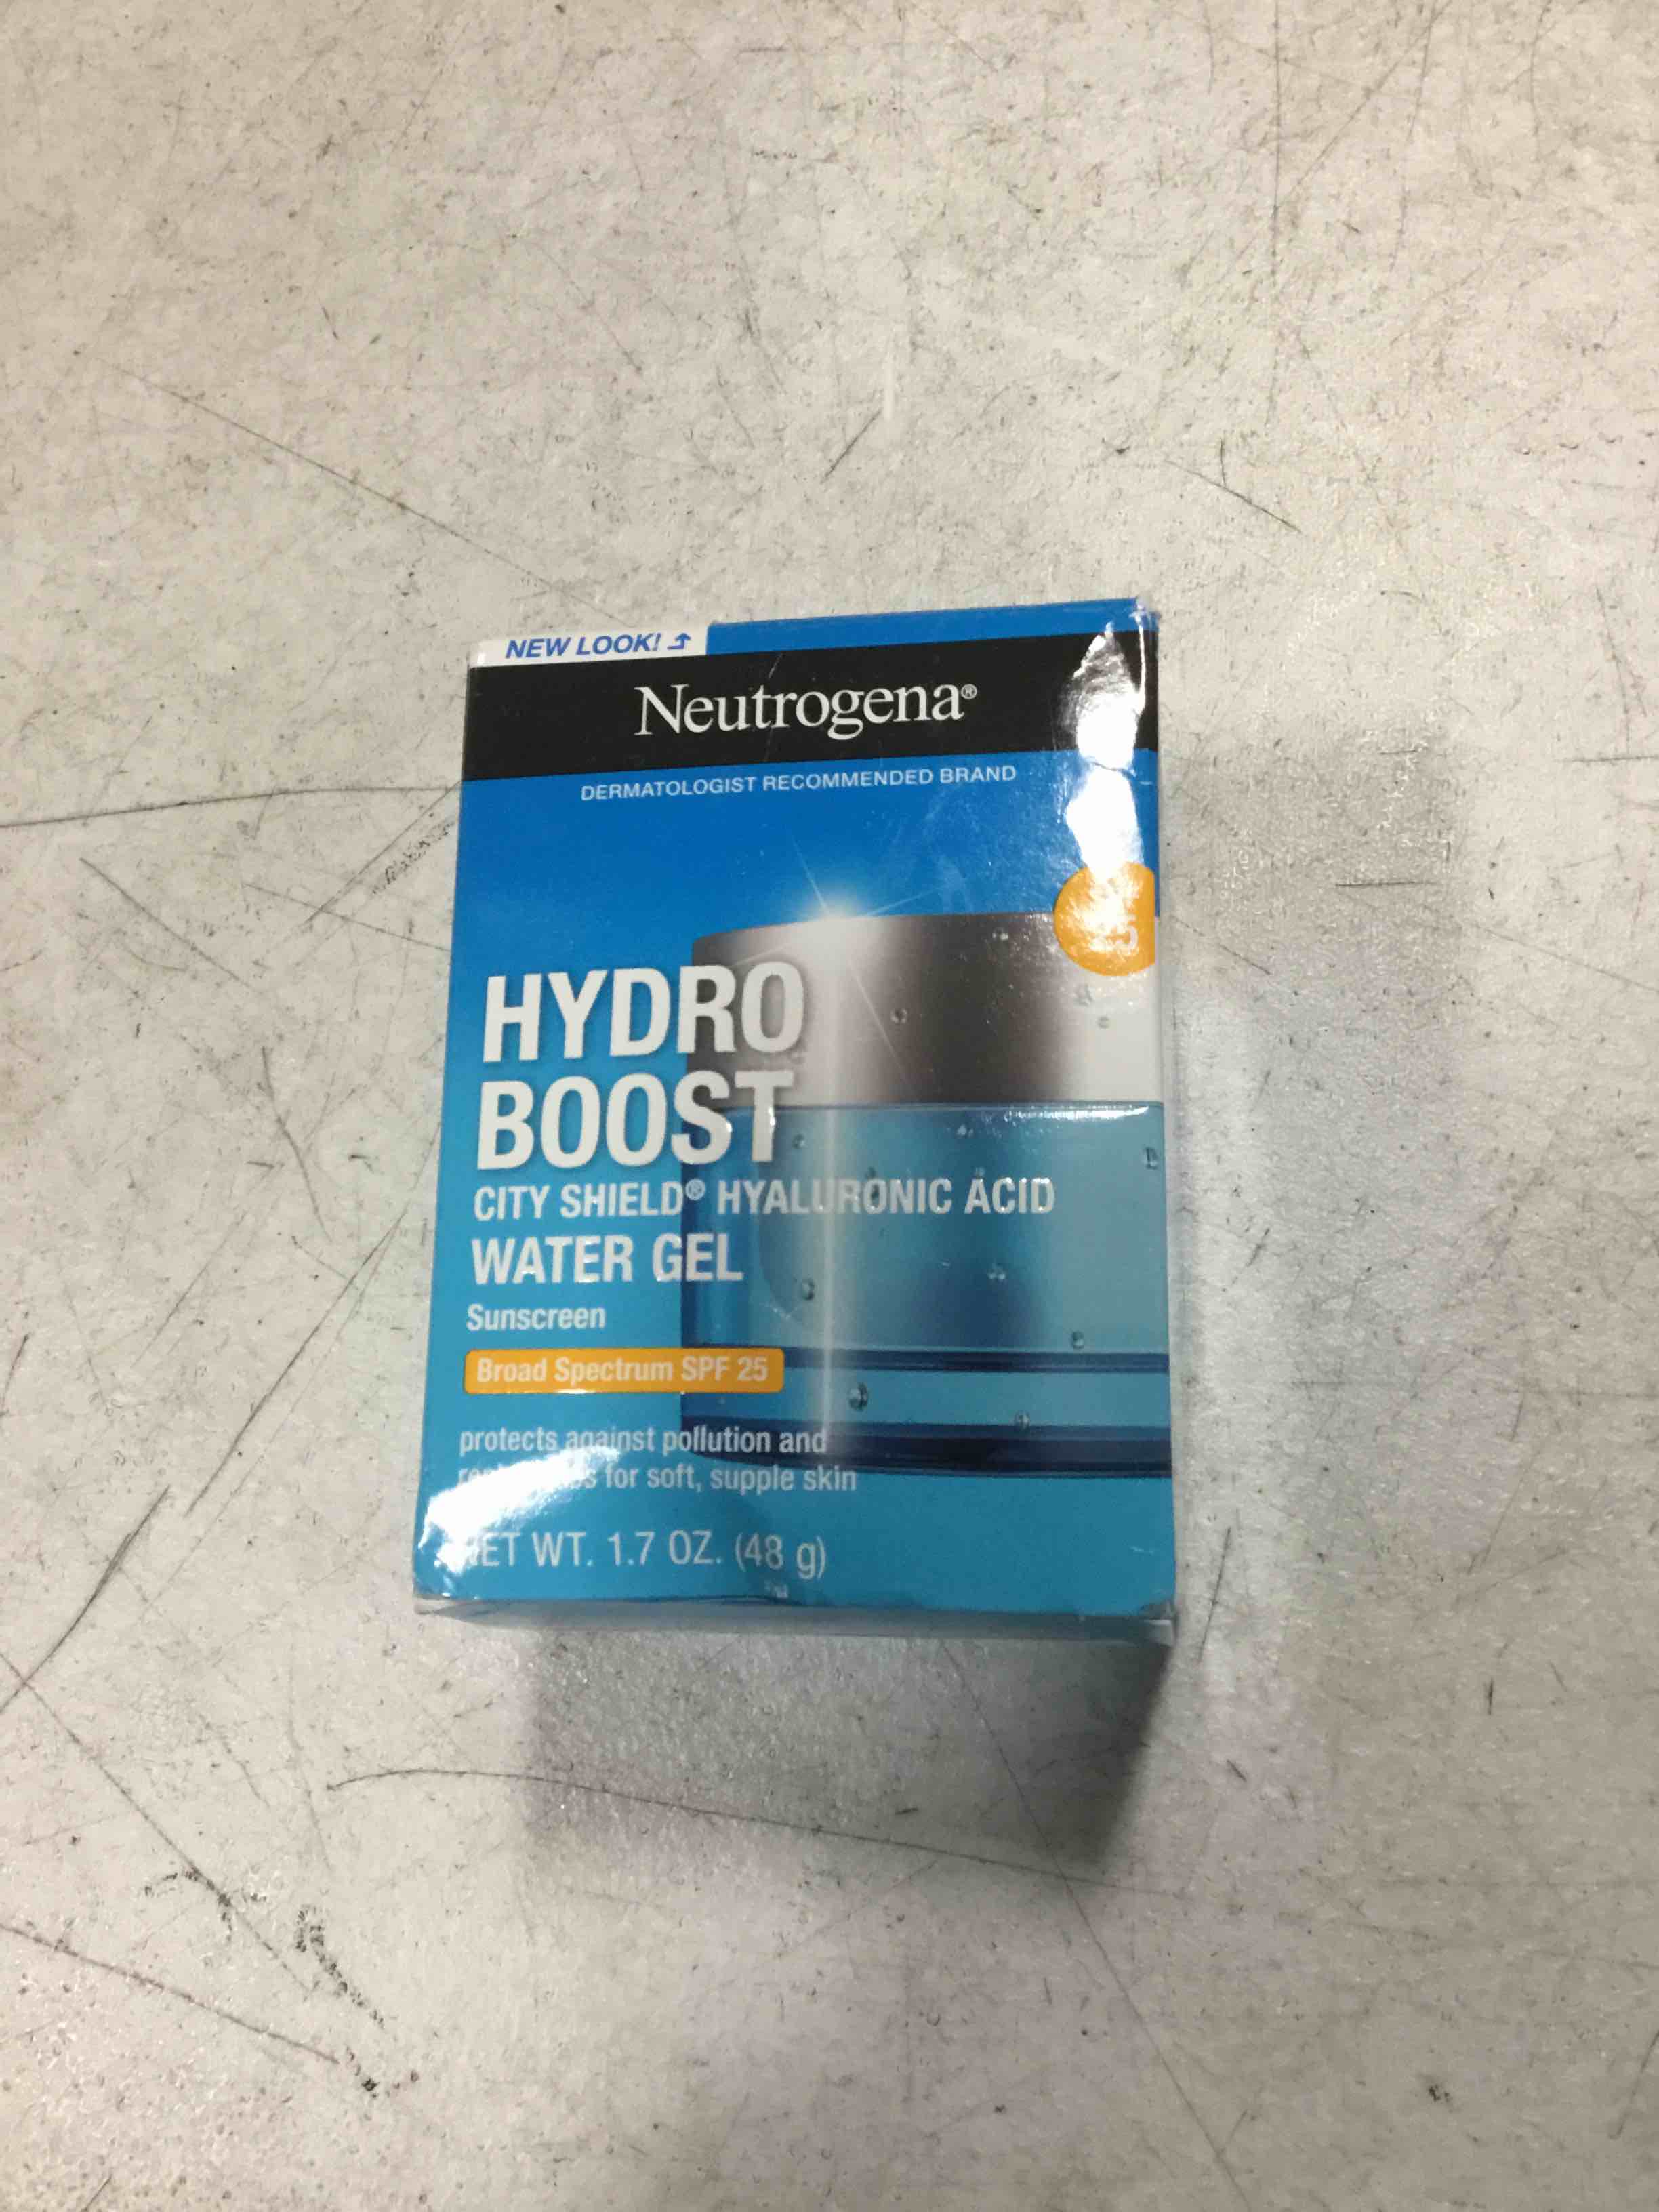 NEW LOOK!
Neutrogena®
DERMATOLOGIST RECOMMENDED BRAND
HYDRO
BOOST
CITY SHIELD® HYALURONIC ACID
WATER GEL
Sunscreen
Broad Spectrum SPF 25
protects against pollution and
for soft, supple skin
NET WT. 1.7 OZ. (48 g)